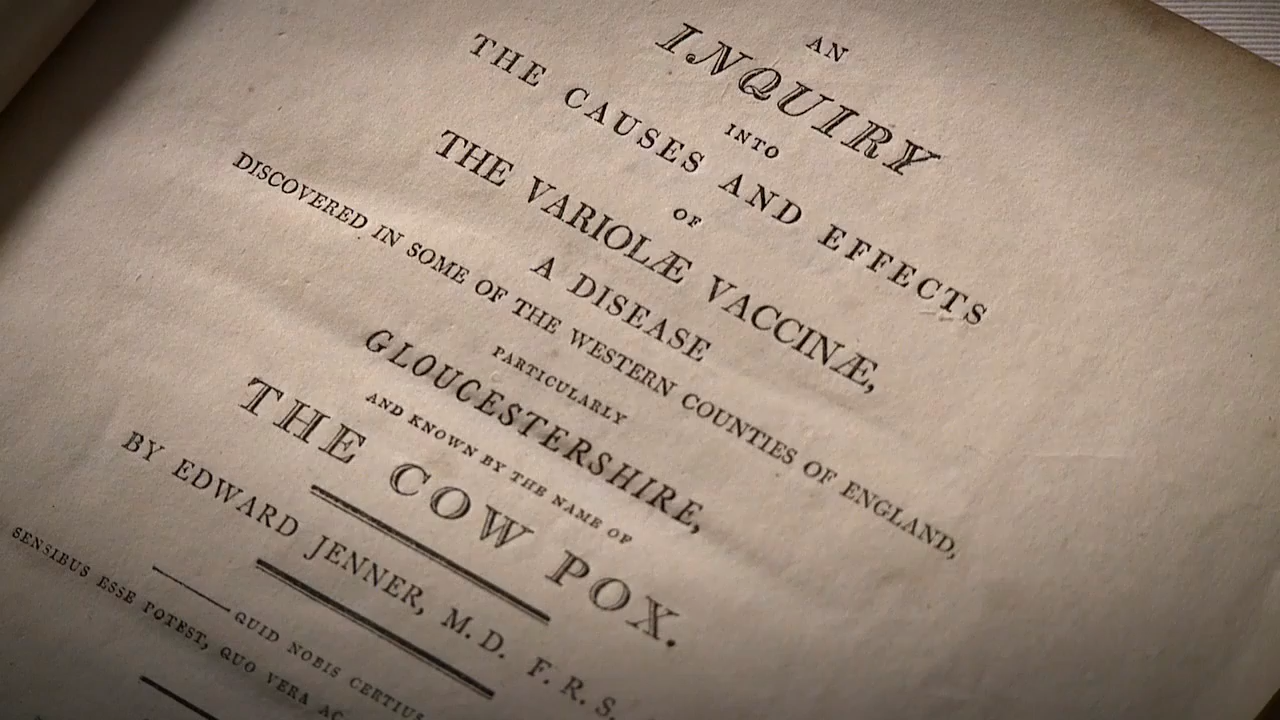 AN
INQUIRY
INTO
THE CAUSES AND EFFECTS
OF
THE VARIOLÆ VACCINÆ,
A DISEASE
DISCOVERED IN SOME OF THE WESTERN COUNTIES OF ENGLAND,
PARTICULARLY
GLOUCESTERSHIRE,
AND KNOWN BY THE NAME OF
THE COW POX.
BY EDWARD JENNER, M.D. F.R.S.
QUID NOBIS CERTIUS
SENSIBUS ESSE POTEST, QUO VERA AC